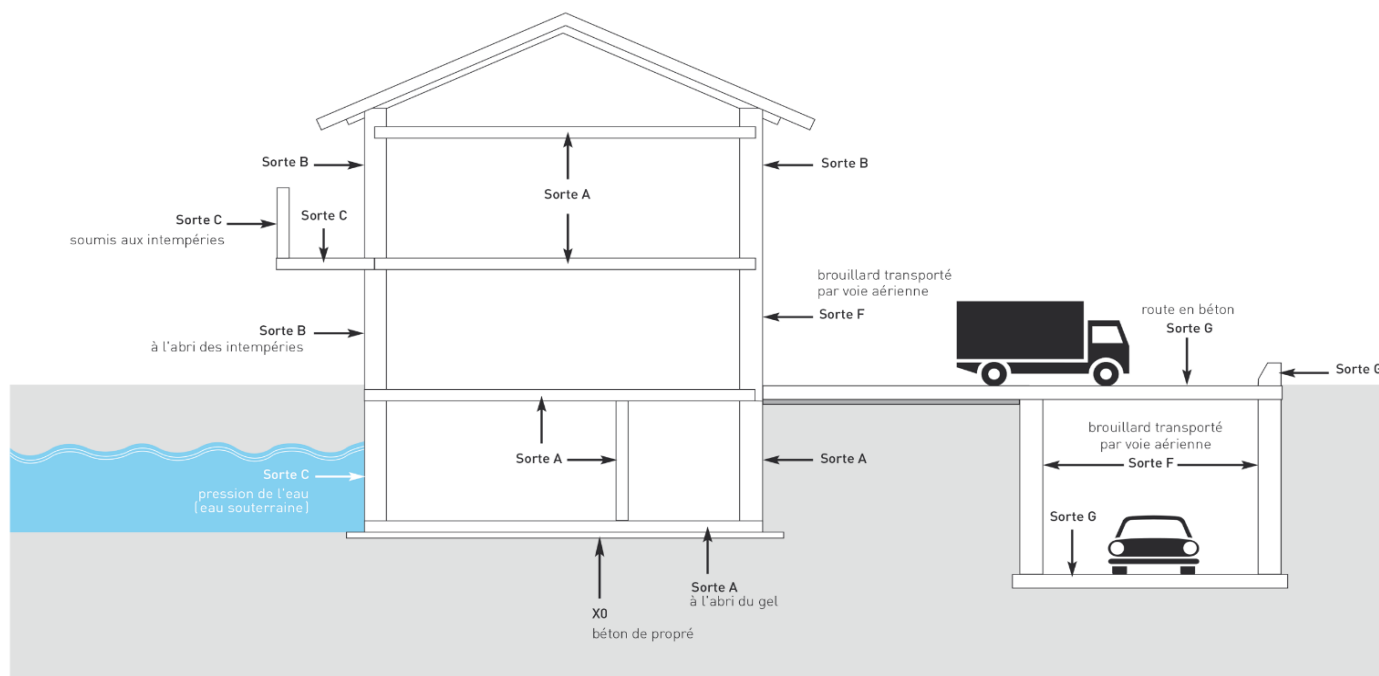 Sorte B
Sorte B
Sorte A
Sorte C
Sorte C
soumis aux intempéries
brouillard transporté
par voie aérienne
Sorte F
route en béton
Sorte G
Sorte B
à l'abri des intempéries
Sorte G
brouillard transporté
par voie aérienne
Sorte F
Sorte A
Sorte A
Sorte C
pression de l'eau
(eau souterraine)
Sorte G
Sorte A
à l'abri du gel
X0
béton de propré